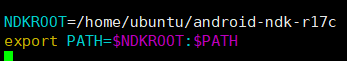 NDKROOT=/home/ubuntu/android-ndk-r17c
export PATH=$NDKROOT:$PATH